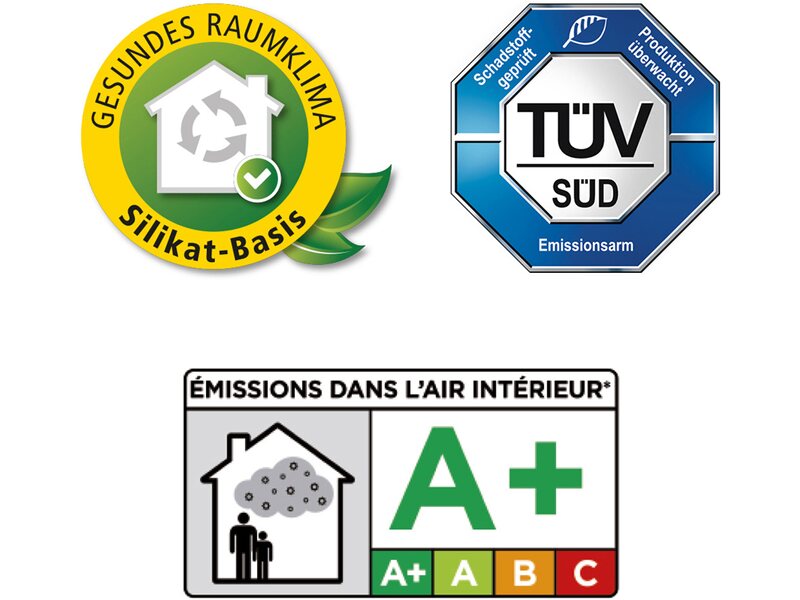 GESUNDES RAUMKLIMA
Silikat-Basis
Schadstoff-
geprüft
Produktion
überwacht
TÜV
SÜD
Emissionsarm
ÉMISSIONS DANS L'AIR INTÉRIEUR*
A+
A+ A B C